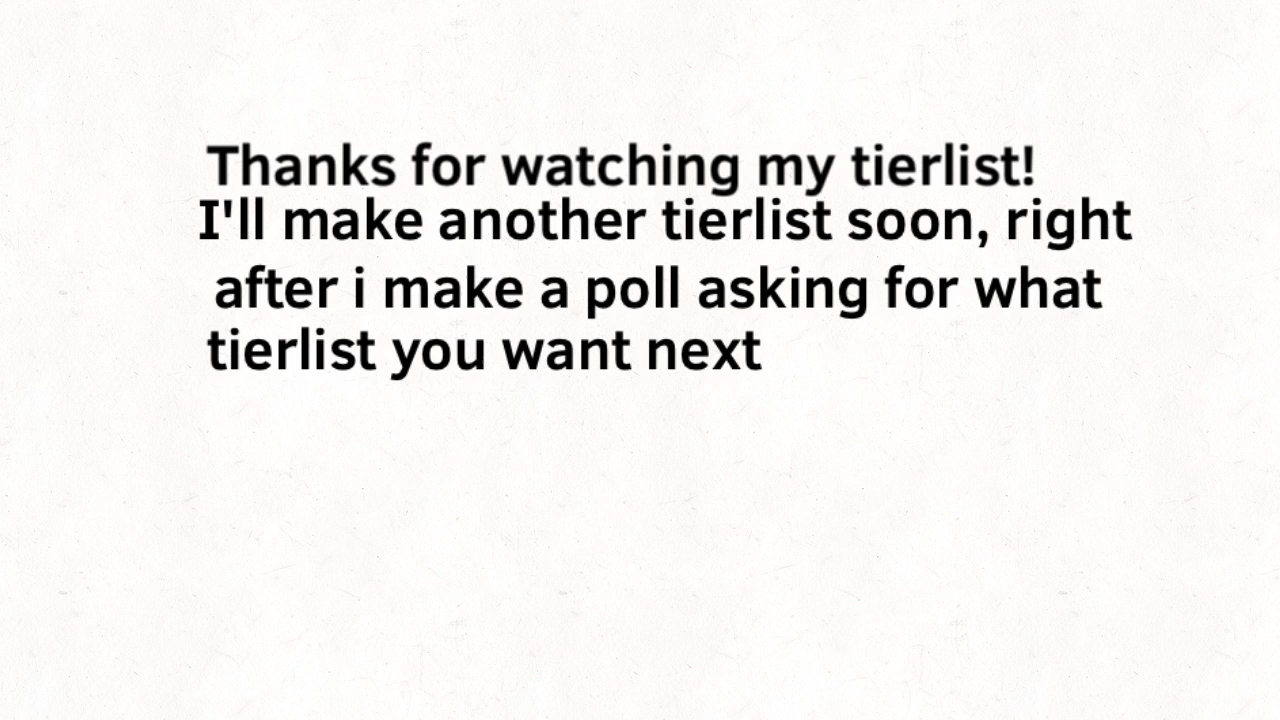 Thanks for watching my tierlist!
I'll make another tierlist soon, right
after i make a poll asking for what
tierlist you want next